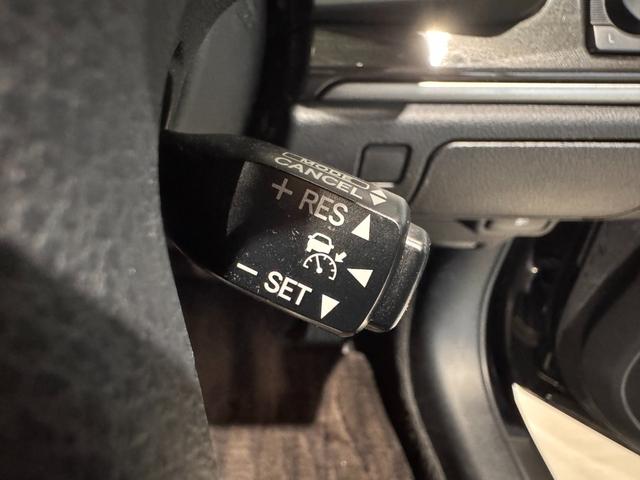 MODE
CANCEL
+ RES
− SET
L